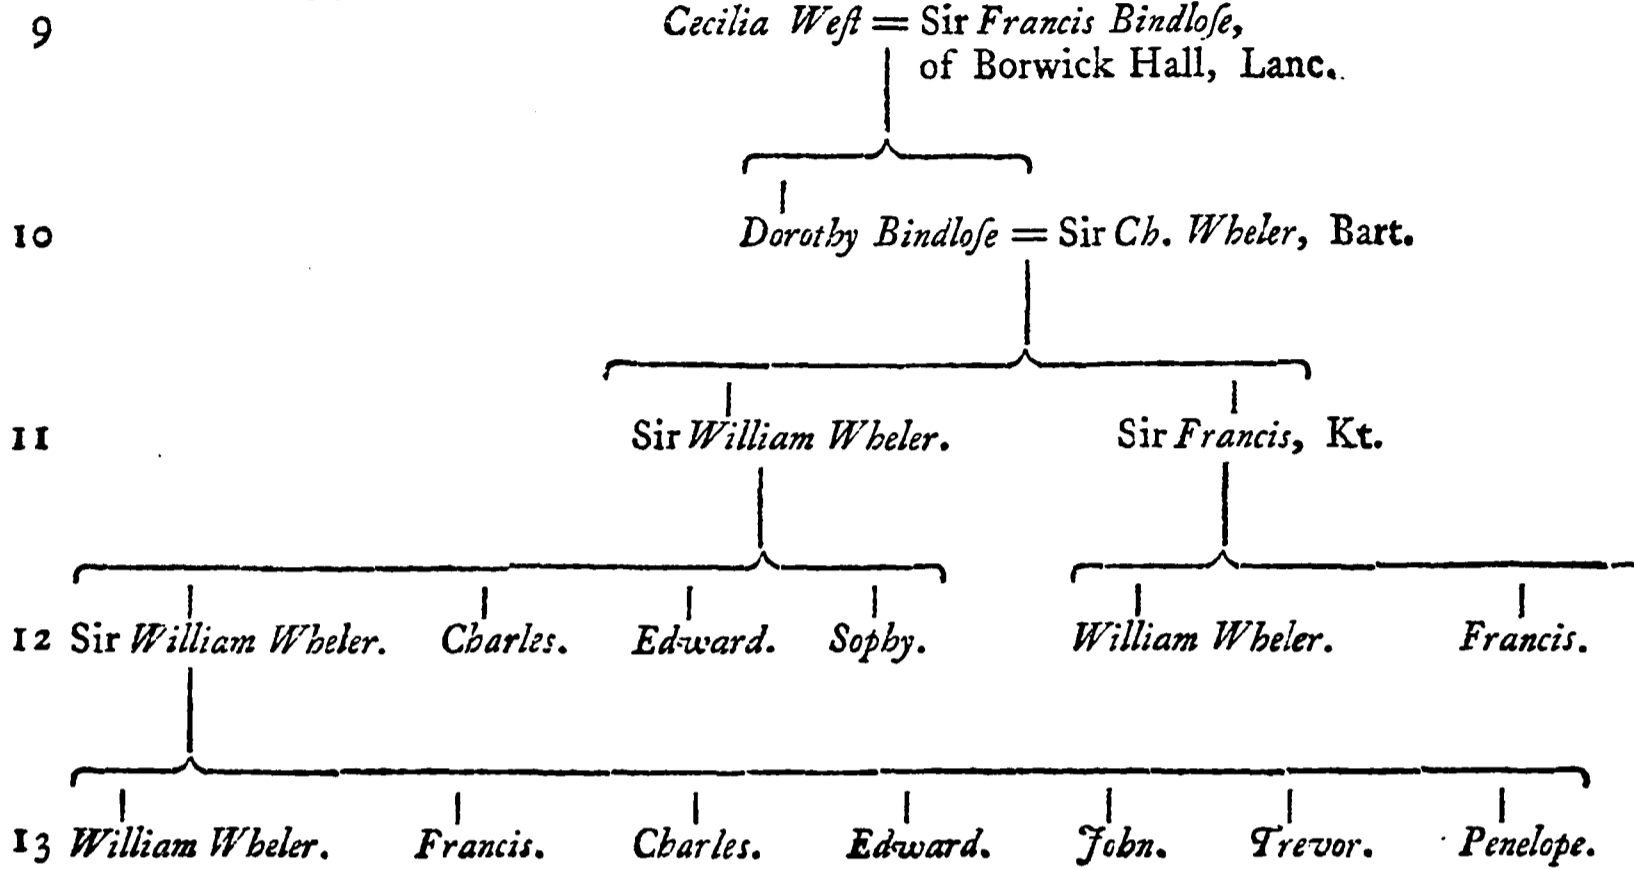 9 Cecilia Weſt = Sir Francis Bindloſe,
of Borwick Hall, Lanc.
10 Dorothy Bindloſe = Sir Ch. Wheler, Bart.
11 Sir William Wheler. Sir Francis, Kt.
12 Sir William Wheler. Charles. Edward. Sophy. William Wheler. Francis.
13 William Wheler. Francis. Charles. Edward. John. Trevor. Penelope.